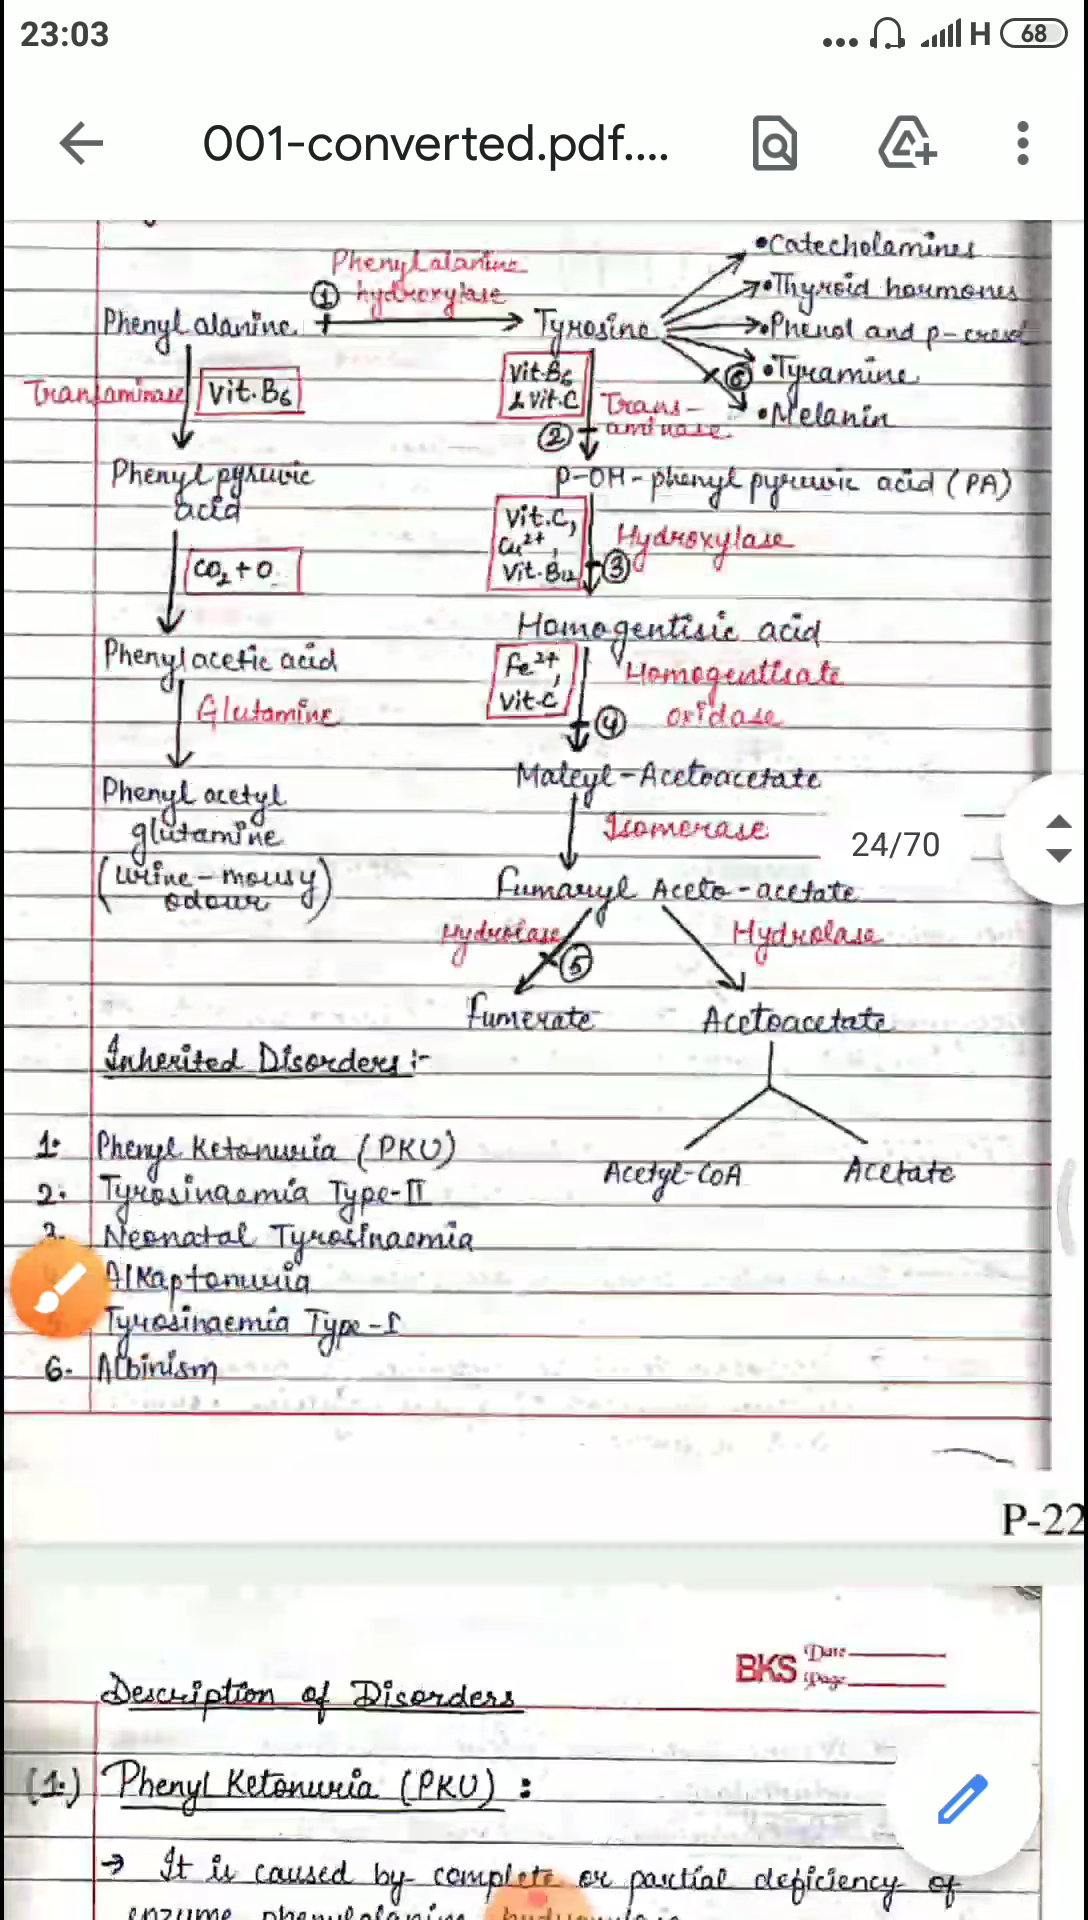 23:03
... H 68
001-converted.pdf....
Phenylalanine
① hydroxylase
Phenyl alanine
Tyrosine
•Catecholamines
•Thyroid hormones
•Phenol and p-cresol
⑥ •Tyramine
•Melanin
Transaminase
Vit.B6
Vit.B6
& Vit.C
②
Trans-
aminase
Phenyl pyruvic
acid
P-OH-phenyl pyruvic acid (PA)
CO2 + O
Vit.C,
Cu2+,
Vit.B12
③
Hydroxylase
Phenylacetic acid
Homogentisic acid
Glutamine
Fe2+,
Vit-C
④
Homogentisate
oxidase
Phenyl acetyl
glutamine
(Urine-mousy
odour)
Maleyl-Acetoacetate
Isomerase
24/70
Fumaryl Aceto-acetate
Hydrolase
⑤
Hydrolase
Fumerate
Acetoacetate
Acetyl-CoA
Acetate
Inherited Disorders:-
1. Phenyl Ketonuria (PKU)
2. Tyrosinaemia Type-II
3. Neonatal Tyrosinaemia
Alkaptonuria
Tyrosinaemia Type-I
6. Albinism
P-22
BKS Date
Page
Description of Disorders
(1.) Phenyl Ketonuria (PKU) :
→ It is caused by complete or partial deficiency of
enzyme phenylalanine hydroxylase